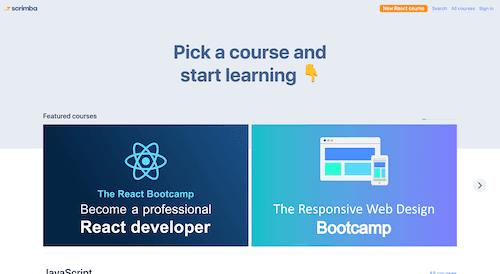 scrimba
New React course Search All courses Sign in
Pick a course and
start learning 👇
Featured courses
The React Bootcamp
Become a professional
React developer
The Responsive Web Design
Bootcamp
JavaScript
All courses